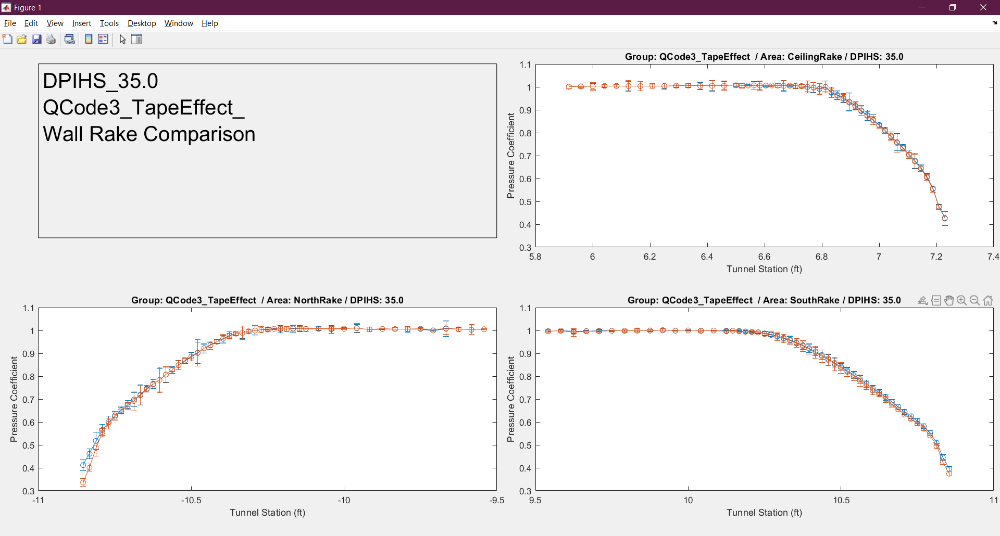 Figure 1
File Edit View Insert Tools Desktop Window Help
DPIHS_35.0
QCode3_TapeEffect_
Wall Rake Comparison
Group: QCode3_TapeEffect / Area: CeilingRake / DPIHS: 35.0
1.1
1
0.9
0.8
0.7
0.6
0.5
0.4
0.3
Pressure Coefficient
5.8 6 6.2 6.4 6.6 6.8 7 7.2 7.4
Tunnel Station (ft)
Group: QCode3_TapeEffect / Area: NorthRake / DPIHS: 35.0
1.1
1
0.9
0.8
0.7
0.6
0.5
0.4
0.3
Pressure Coefficient
-11 -10.5 -10 -9.5
Tunnel Station (ft)
Group: QCode3_TapeEffect / Area: SouthRake / DPIHS: 35.0
1.1
1
0.9
0.8
0.7
0.6
0.5
0.4
0.3
Pressure Coefficient
9.5 10 10.5 11
Tunnel Station (ft)